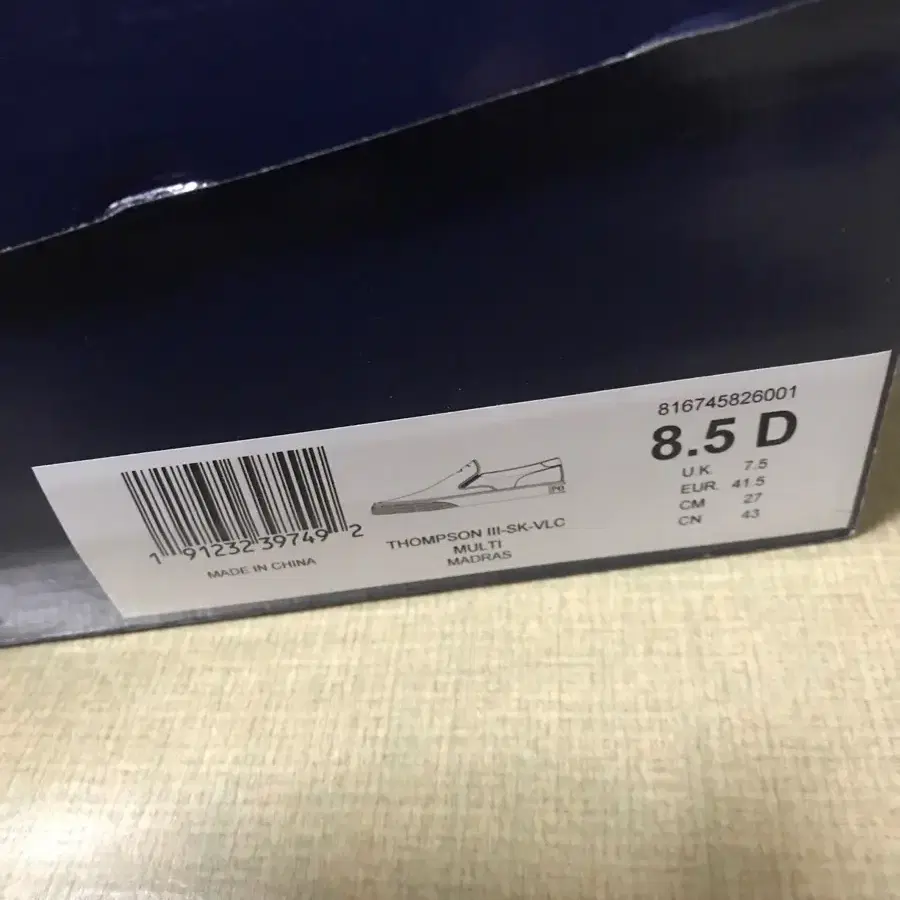 816745826001
8.5 D
U.K. 7.5
EUR. 41.5
CM 27
CN 43
1 91232 39749 2
MADE IN CHINA
THOMPSON III-SK-VLC
MULTI
MADRAS